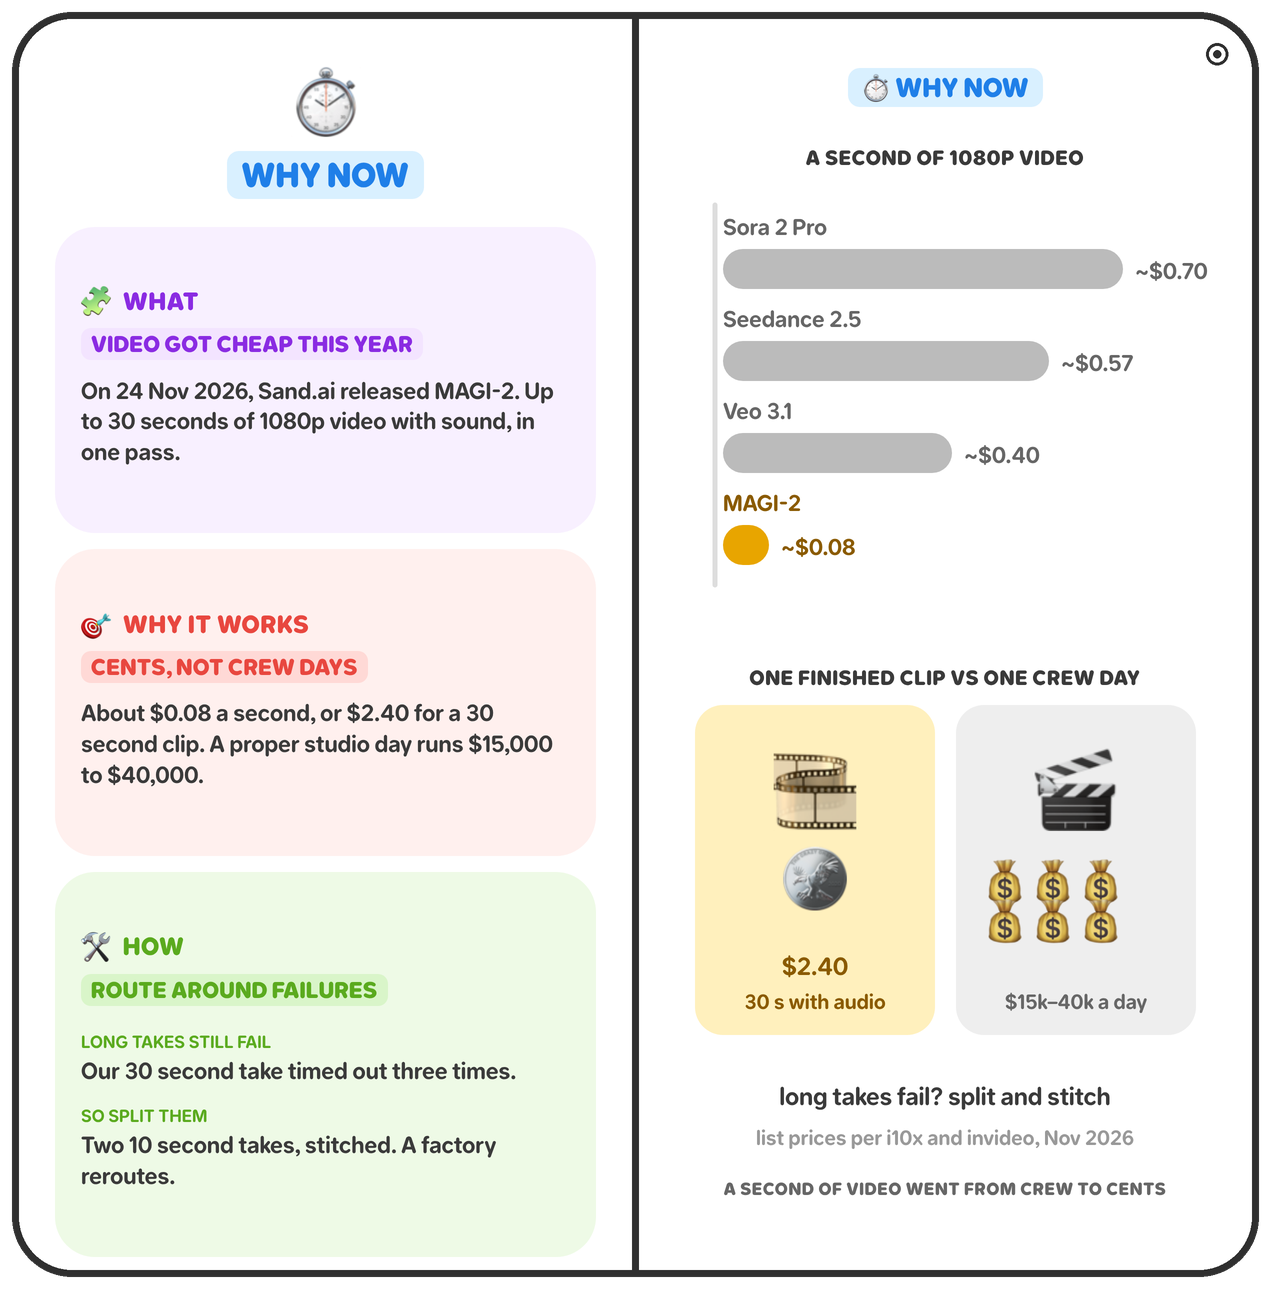 WHY NOW
WHAT
VIDEO GOT CHEAP THIS YEAR
On 24 Nov 2026, Sand.ai released MAGI-2. Up
to 30 seconds of 1080p video with sound, in
one pass.
WHY IT WORKS
CENTS, NOT CREW DAYS
About $0.08 a second, or $2.40 for a 30
second clip. A proper studio day runs $15,000
to $40,000.
HOW
ROUTE AROUND FAILURES
LONG TAKES STILL FAIL
Our 30 second take timed out three times.
SO SPLIT THEM
Two 10 second takes, stitched. A factory
reroutes.
WHY NOW
A SECOND OF 1080P VIDEO
Sora 2 Pro
~$0.70
Seedance 2.5
~$0.57
Veo 3.1
~$0.40
MAGI-2
~$0.08
ONE FINISHED CLIP VS ONE CREW DAY
$2.40
30 s with audio
$15k–40k a day
long takes fail? split and stitch
list prices per i10x and invideo, Nov 2026
A SECOND OF VIDEO WENT FROM CREW TO CENTS